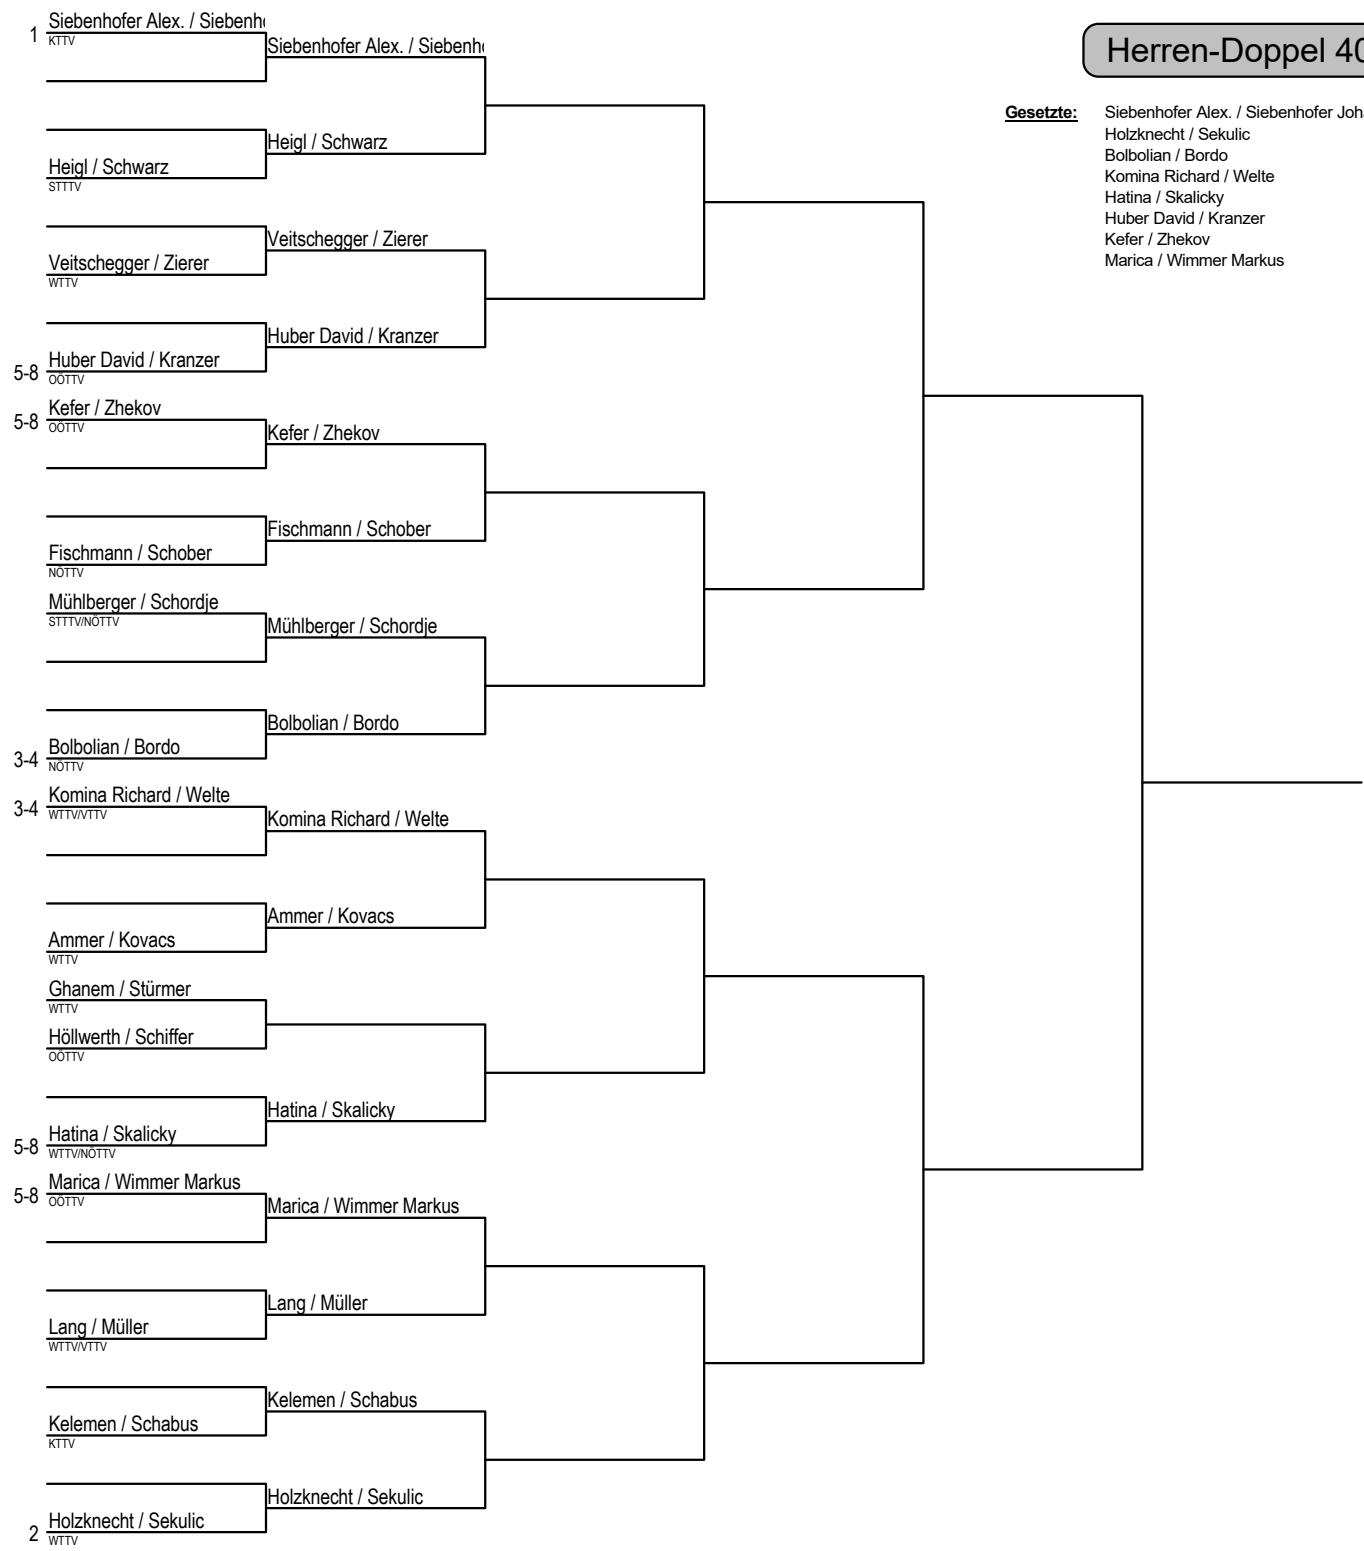 Herren-Doppel 40
Gesetzte: Siebenhofer Alex. / Siebenhofer Joh
Holzknecht / Sekulic
Bolbolian / Bordo
Komina Richard / Welte
Hatina / Skalicky
Huber David / Kranzer
Kefer / Zhekov
Marica / Wimmer Markus
1 Siebenhofer Alex. / Siebenh
KTTV
Heigl / Schwarz
STTTV
Veitschegger / Zierer
WTTV
5-8 Huber David / Kranzer
OÖTTV
5-8 Kefer / Zhekov
OÖTTV
Fischmann / Schober
NÖTTV
Mühlberger / Schordje
STTTV/NÖTTV
3-4 Bolbolian / Bordo
NÖTTV
3-4 Komina Richard / Welte
WTTV/VTTV
Ammer / Kovacs
WTTV
Ghanem / Stürmer
WTTV
Höllwerth / Schiffer
OÖTTV
5-8 Hatina / Skalicky
WTTV/NÖTTV
5-8 Marica / Wimmer Markus
OÖTTV
Lang / Müller
WTTV/VTTV
Kelemen / Schabus
KTTV
2 Holzknecht / Sekulic
WTTV
Siebenhofer Alex. / Siebenh
Heigl / Schwarz
Veitschegger / Zierer
Huber David / Kranzer
Kefer / Zhekov
Fischmann / Schober
Mühlberger / Schordje
Bolbolian / Bordo
Komina Richard / Welte
Ammer / Kovacs
Hatina / Skalicky
Marica / Wimmer Markus
Lang / Müller
Kelemen / Schabus
Holzknecht / Sekulic